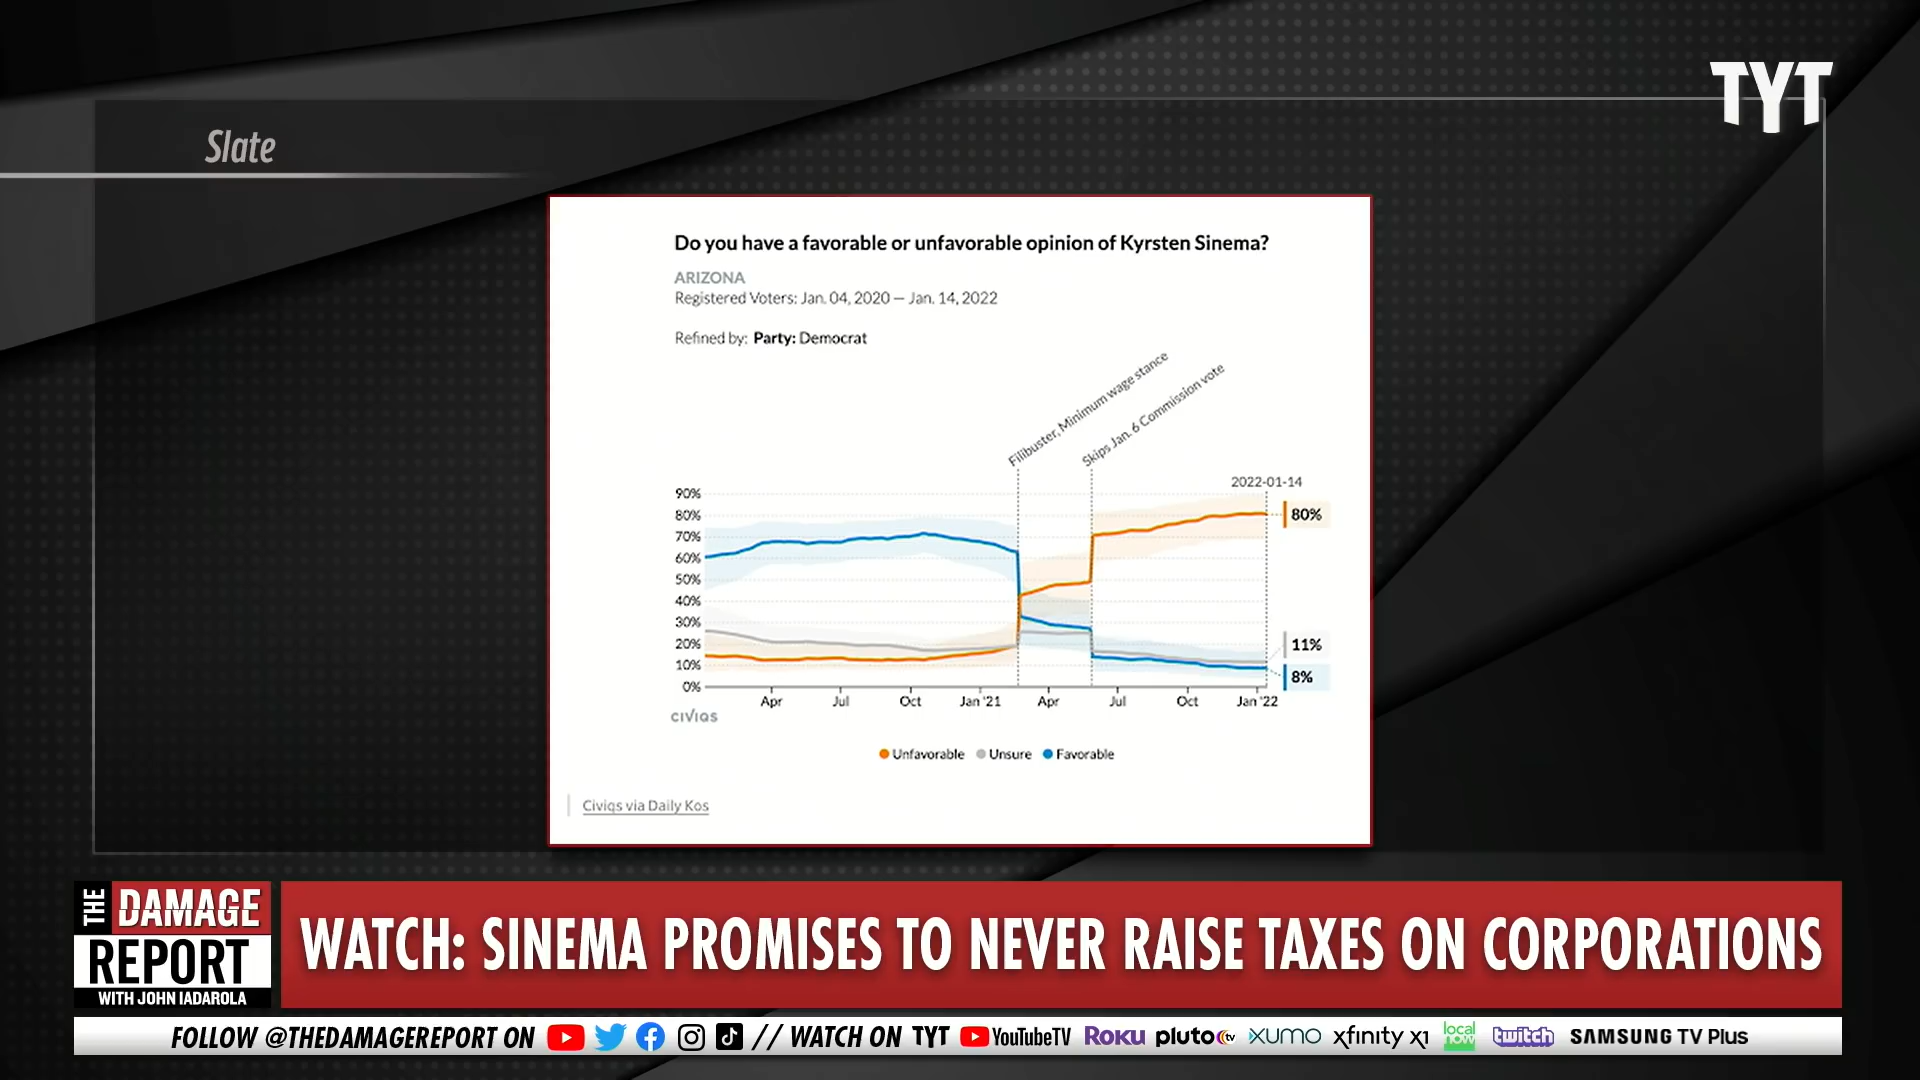 TYT
Slate
Do you have a favorable or unfavorable opinion of Kyrsten Sinema?
ARIZONA
Registered Voters: Jan. 04, 2020 — Jan. 14, 2022
Refined by: Party: Democrat
Filibuster, Minimum wage stance
Skips Jan. 6 Commission vote
2022-01-14
90%
80%
70%
60%
50%
40%
30%
20%
10%
0%
80%
11%
8%
Apr Jul Oct Jan '21 Apr Jul Oct Jan '22
CIVIQS
Unfavorable Unsure Favorable
Civiqs via Daily Kos
THE DAMAGE
REPORT
WITH JOHN IADAROLA
WATCH: SINEMA PROMISES TO NEVER RAISE TAXES ON CORPORATIONS
FOLLOW @THEDAMAGEREPORT ON // WATCH ON TYT YouTubeTV ROKU pluto tv xumo xfinity x1 local now twitch SAMSUNG TV Plus